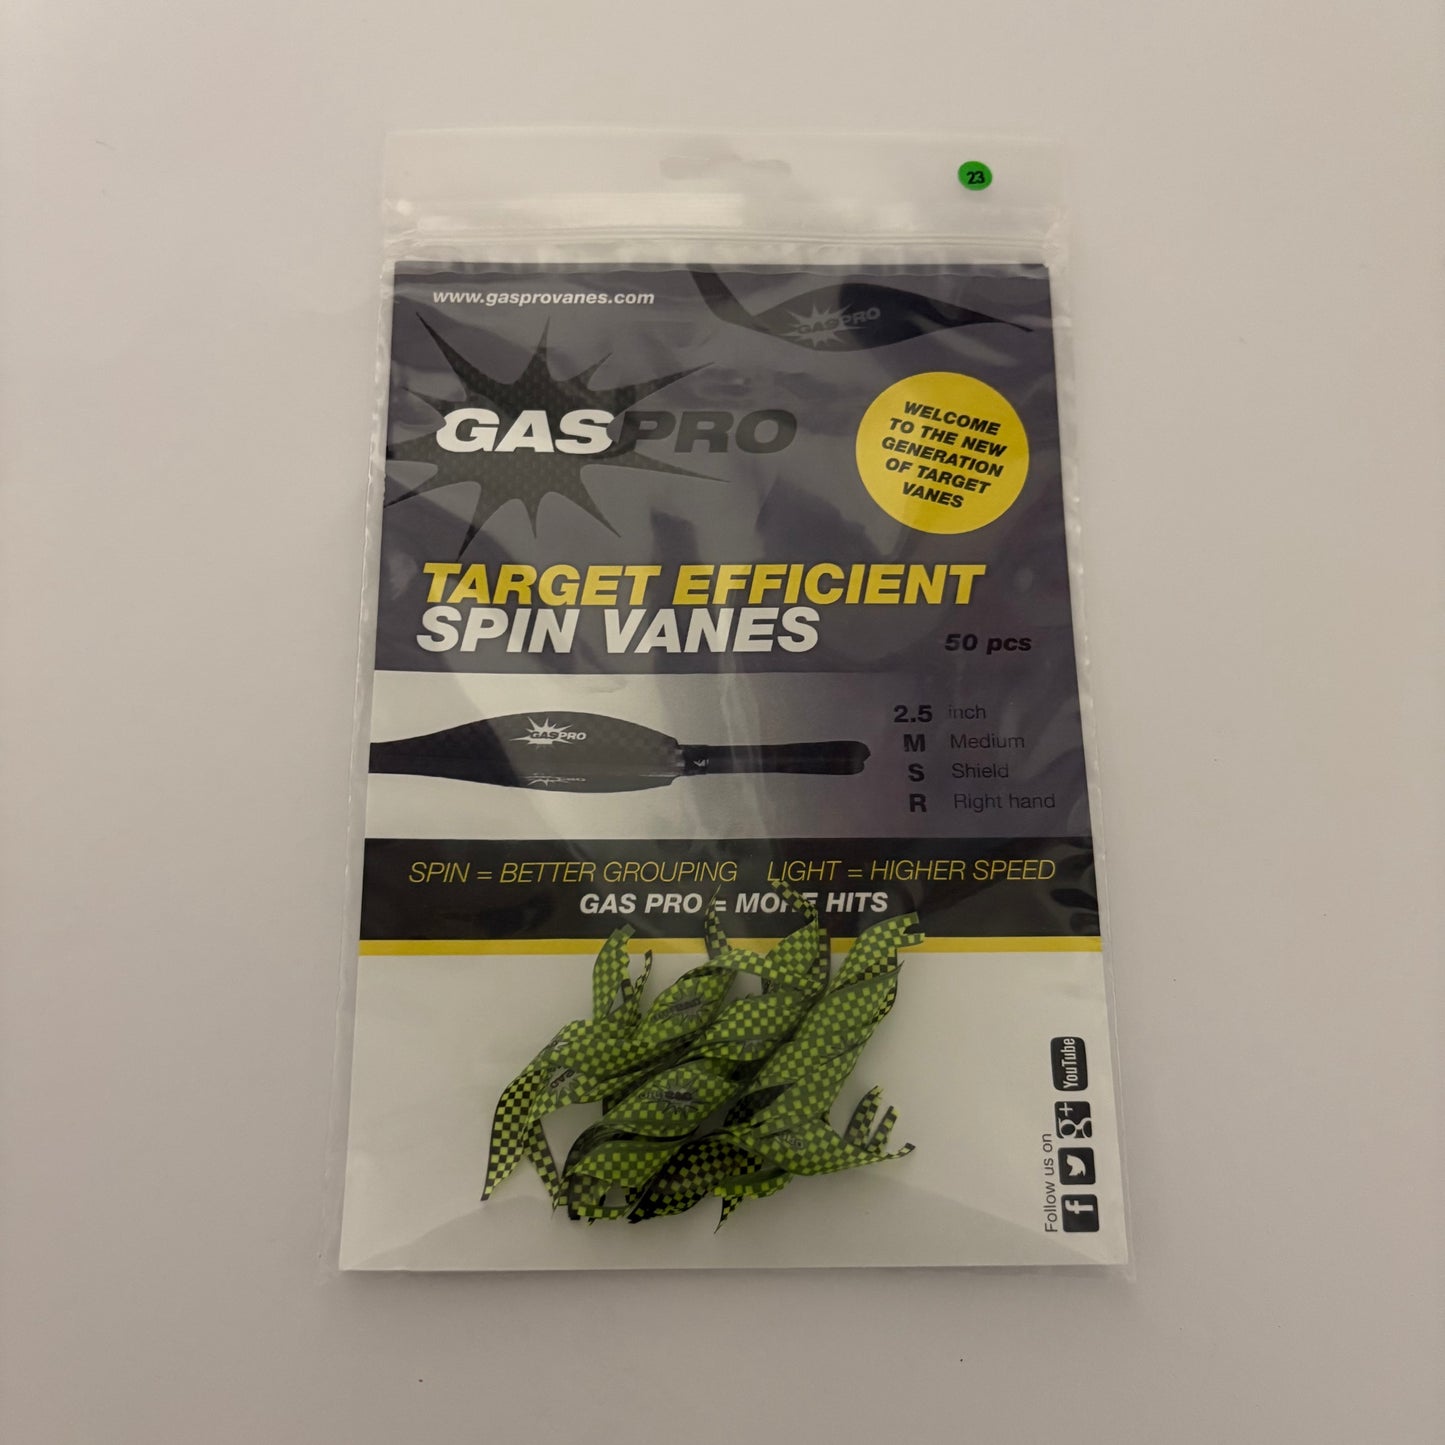 23
www.gasprovanes.com
GASPRO
GASPRO
WELCOME
TO THE NEW
GENERATION
OF TARGET
VANES
TARGET EFFICIENT
SPIN VANES
50 pcs
GASPRO
2.5 inch
M Medium
S Shield
R Right hand
SPIN = BETTER GROUPING LIGHT = HIGHER SPEED
GAS PRO = MORE HITS
Follow us on
f
g+
YouTube